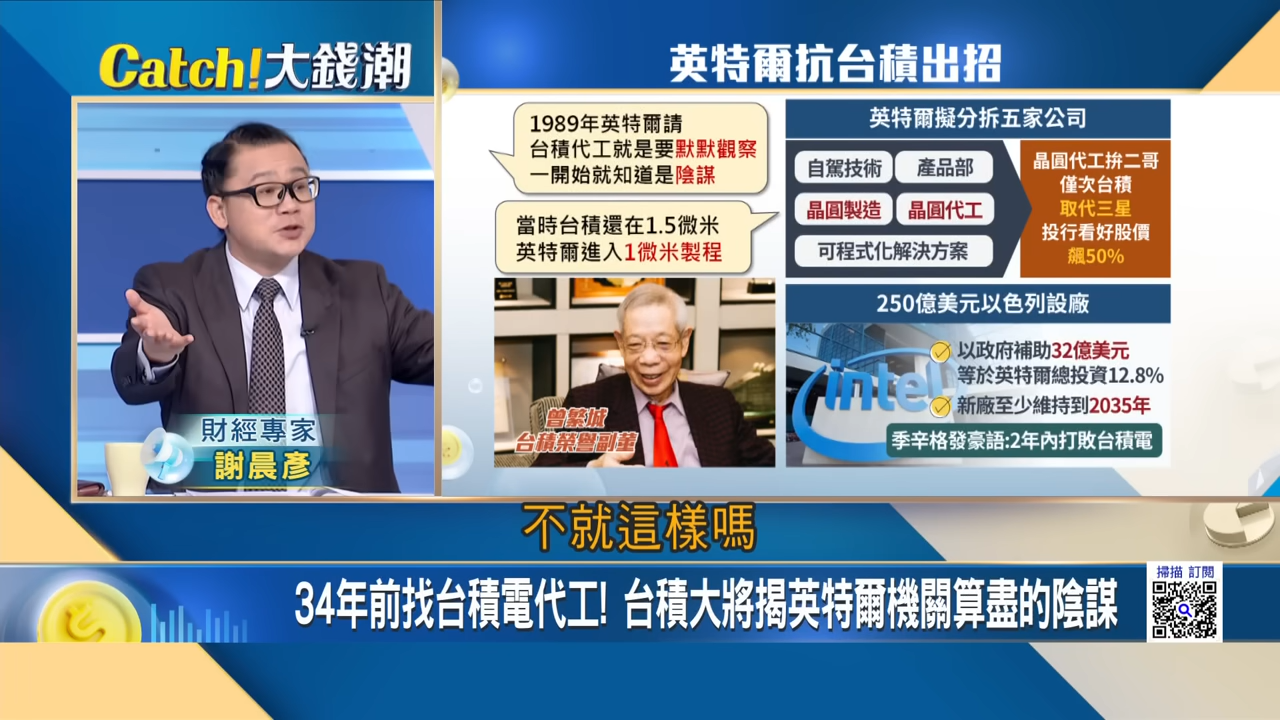 Catch!大錢潮
英特爾抗台積出招
1989年英特爾請
台積代工就是要默默觀察
一開始就知道是陰謀
當時台積還在1.5微米
英特爾進入1微米製程
曾繁城
台積榮譽副董
英特爾擬分拆五家公司
自駕技術
產品部
晶圓製造
晶圓代工
可程式化解決方案
晶圓代工拚二哥
僅次台積
取代三星
投行看好股價
飆50%
250億美元以色列設廠
intel
以政府補助32億美元
等於英特爾總投資12.8%
新廠至少維持到2035年
季辛格發豪語:2年內打敗台積電
財經專家
謝晨彥
不就這樣嗎
34年前找台積電代工! 台積大將揭英特爾機關算盡的陰謀
掃描 訂閱